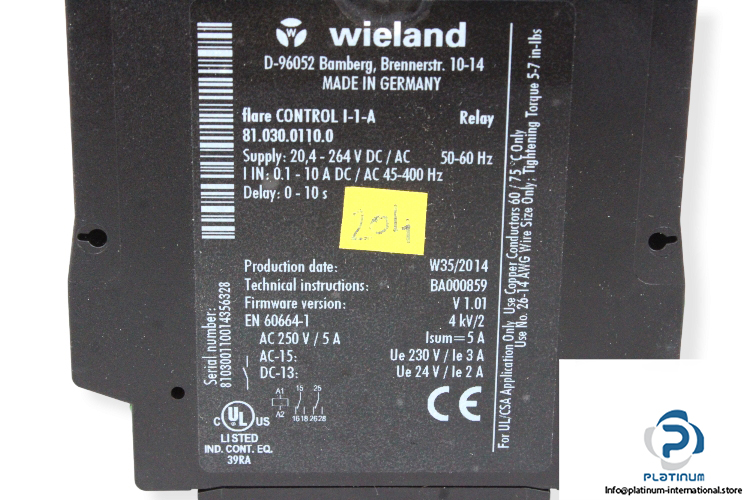 wieland
D-96052 Bamberg, Brennerstr. 10-14
MADE IN GERMANY
flare CONTROL I-1-A Relay
81.030.0110.0
Supply: 20,4 - 264 V DC / AC 50-60 Hz
I IN: 0.1 - 10 A DC / AC 45-400 Hz
Delay: 0 - 10 s
2014
Production date: W35/2014
Technical instructions: BA000859
Firmware version: V 1.01
EN 60664-1 4 kV/2
AC 250 V / 5 A Isum=5 A
AC-15: Ue 230 V / Ie 3 A
DC-13: Ue 24 V / Ie 2 A
Serial number:
810300110014356328
A1 15 25
A2 16 18 26 28
C UL US
LISTED
IND. CONT. EQ.
39RA
CE
For UL/CSA Application Only Use Copper Conductors 60 / 75 °C Only
Use No. 26-14 AWG Wire Size Only ; Tightening Torque 5-7 in-lbs
PLATINUM
Info@platinum-international.store